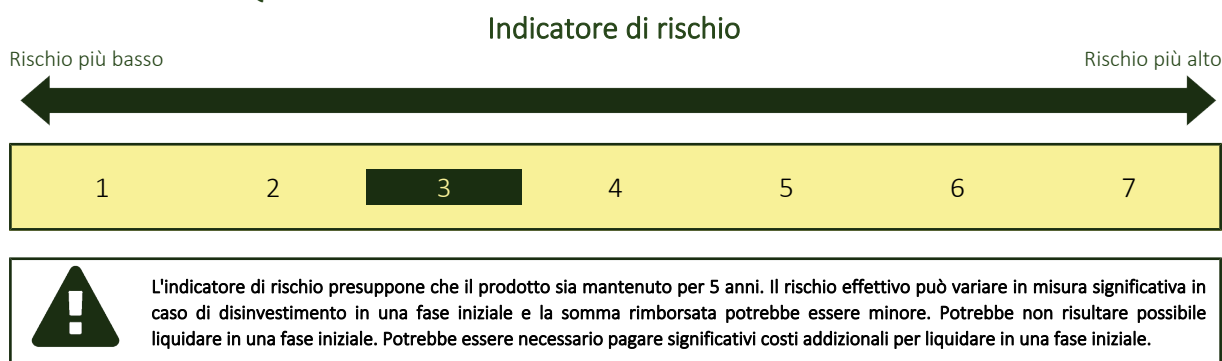 Indicatore di rischio
Rischio più basso
Rischio più alto
1 2 3 4 5 6 7
L'indicatore di rischio presuppone che il prodotto sia mantenuto per 5 anni. Il rischio effettivo può variare in misura significativa in
caso di disinvestimento in una fase iniziale e la somma rimborsata potrebbe essere minore. Potrebbe non risultare possibile
liquidare in una fase iniziale. Potrebbe essere necessario pagare significativi costi addizionali per liquidare in una fase iniziale.